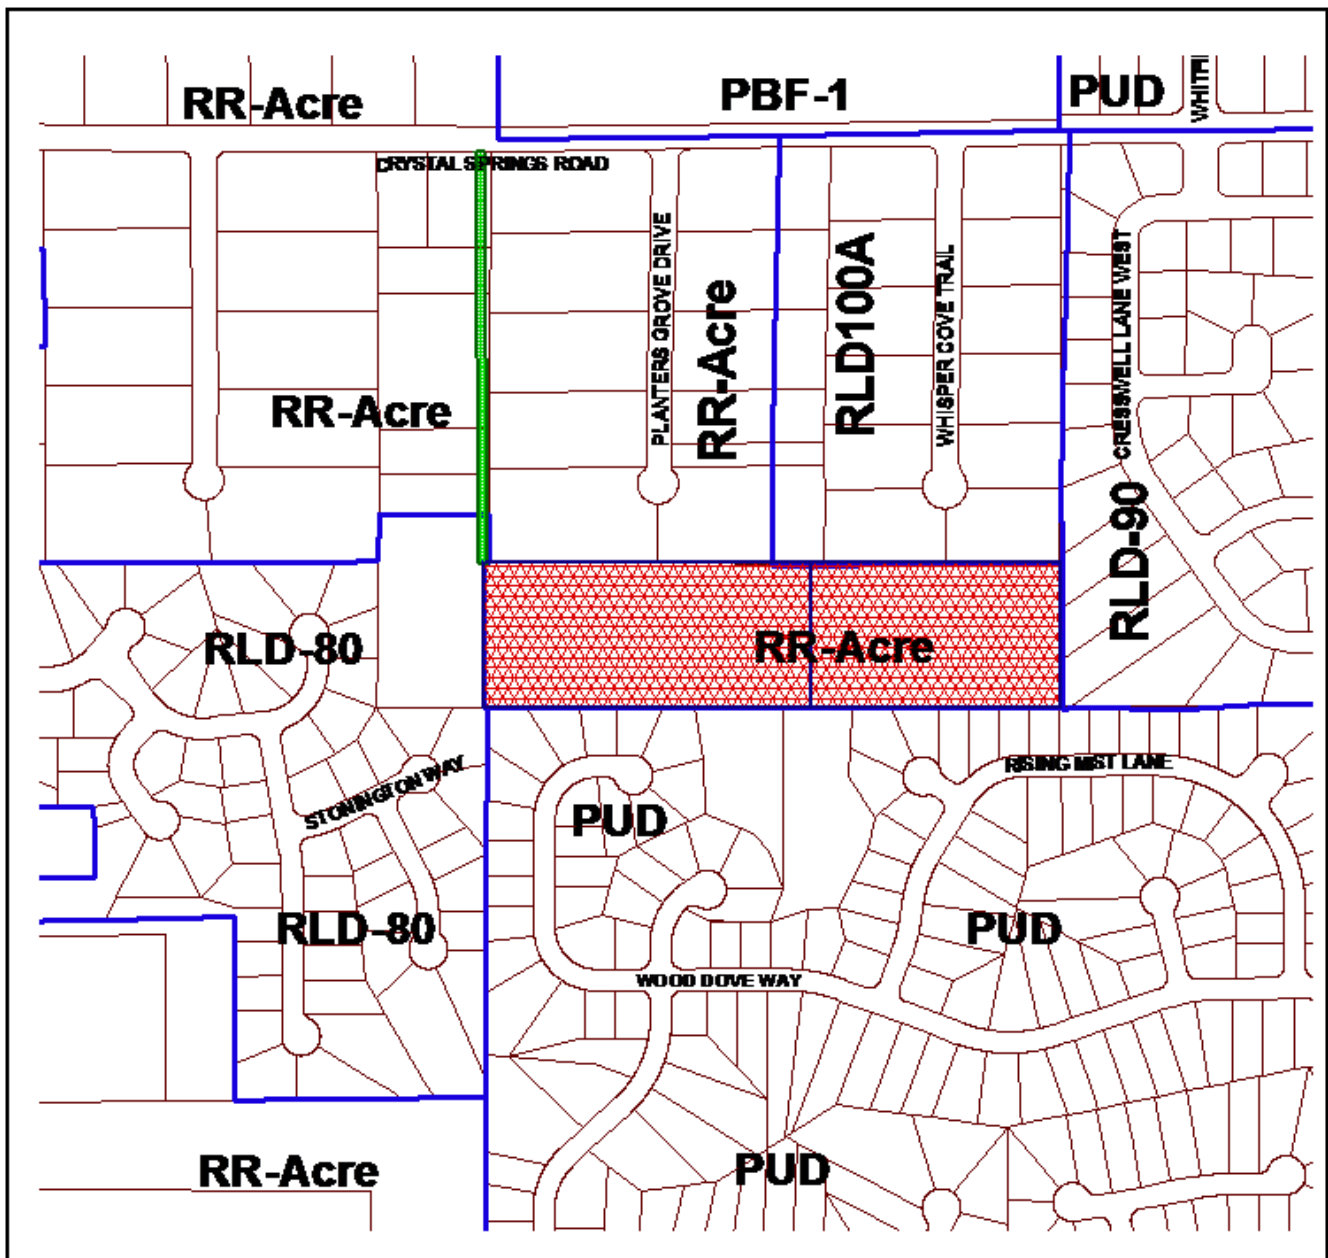 RR-Acre
PBF-1
PUD
CRYSTAL SPRINGS ROAD
PLANTERS GROVE DRIVE
RR-Acre
RLD100A
WHISPER COVE TRAIL
CRESSWELL LANE WEST
RR-Acre
RLD-90
RLD-80
RR-Acre
STONINGTON WAY
RISING MIST LANE
PUD
RLD-80
PUD
WOOD DOVE WAY
RR-Acre
PUD